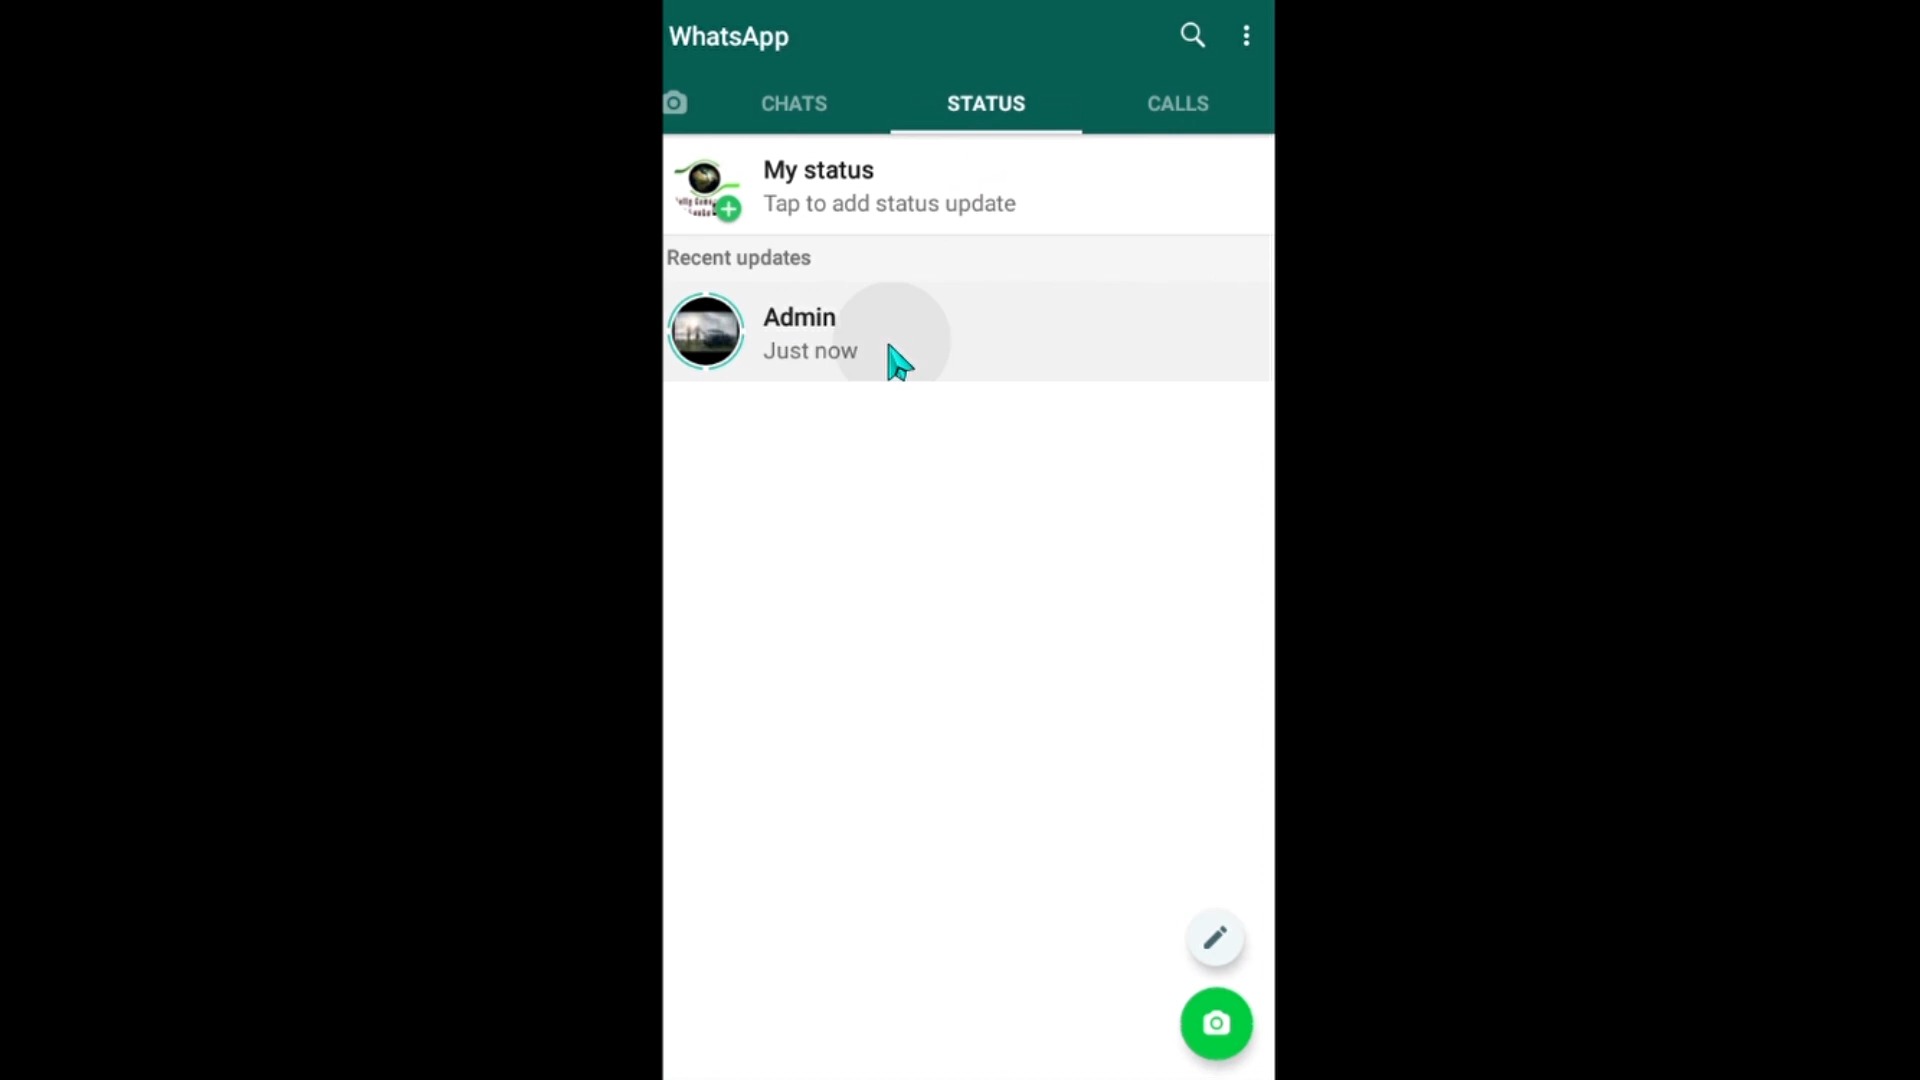 WhatsApp
CHATS
STATUS
CALLS
My status
Tap to add status update
Recent updates
Admin
Just now